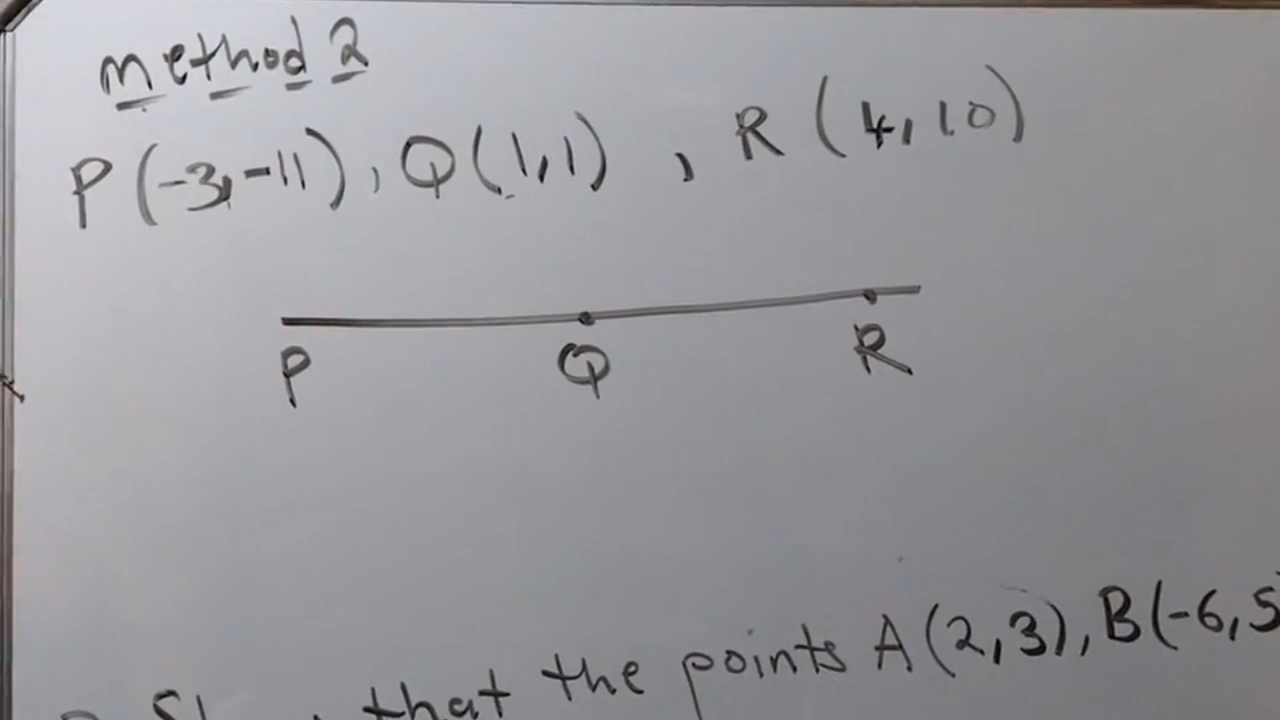 method 2
P(-3,-11), Q(1,1), R(4,10)
P Q R
that the points A(2,3), B(-6,5